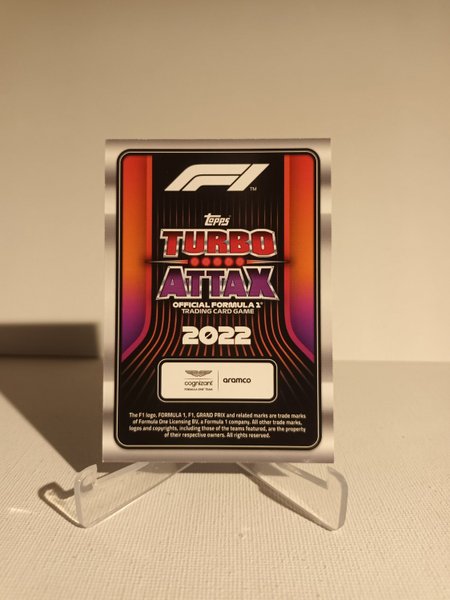 F1™
Topps
TURBO
ATTAX
OFFICIAL FORMULA 1®
TRADING CARD GAME
2022
cognizant | aramco
FORMULA ONE™ TEAM
The F1 logo, FORMULA 1, F1, GRAND PRIX and related marks are trade marks
of Formula One Licensing BV, a Formula 1 company. All other trade marks,
logos and copyrights, including those of the teams featured, are the property
of their respective owners. All rights reserved.